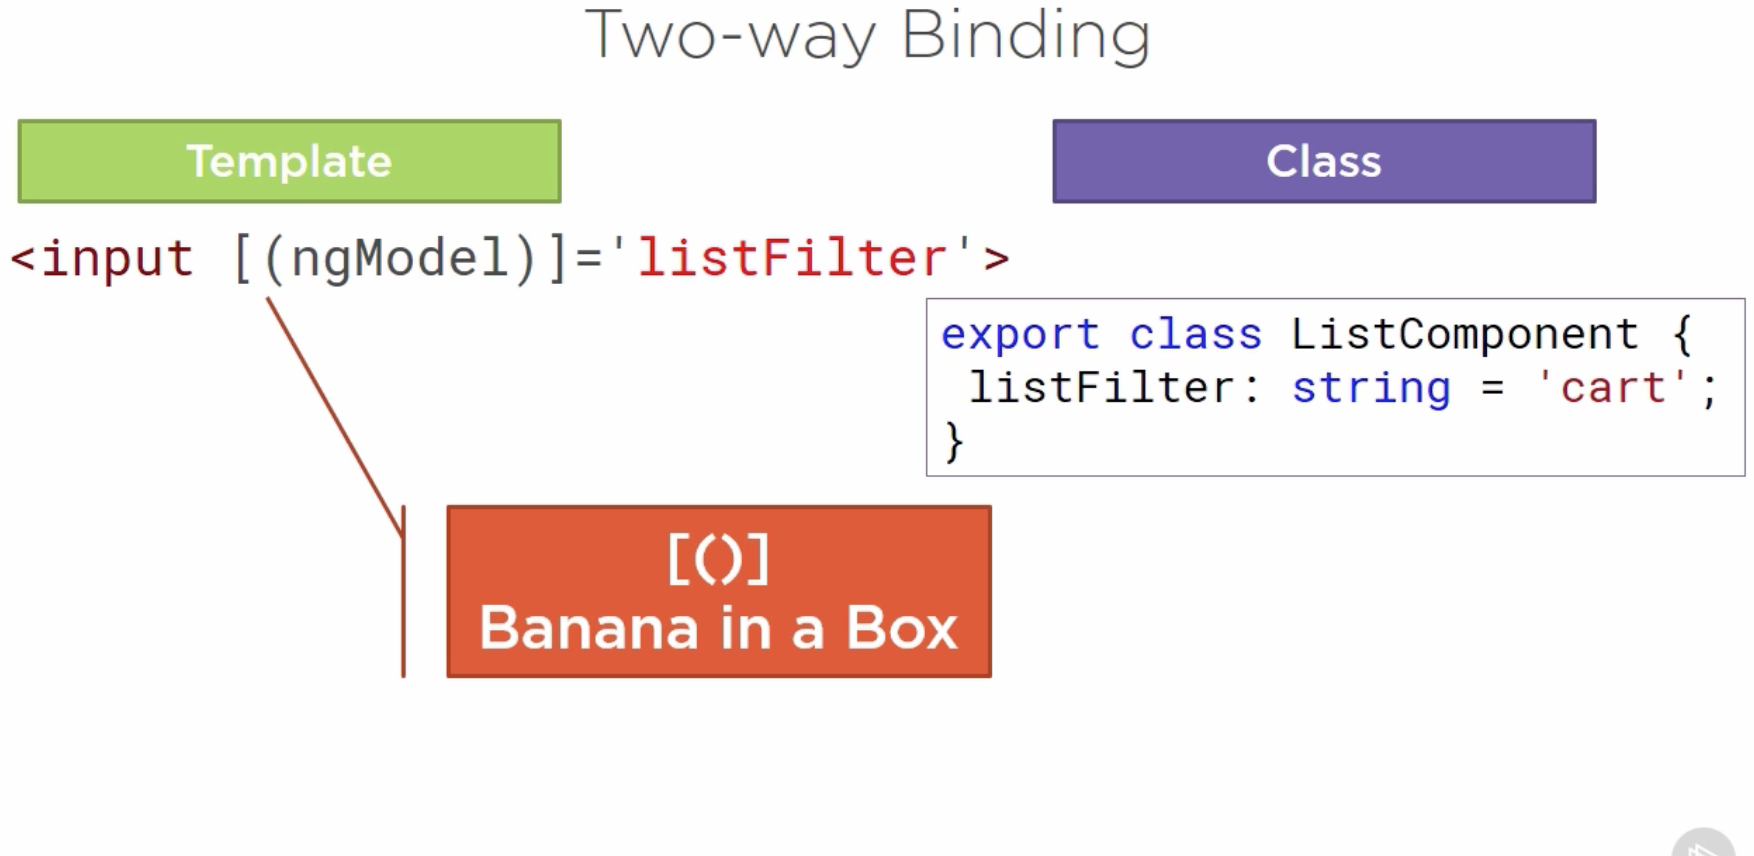 Two-way Binding
Template
Class
<input [(ngModel)]='listFilter'>
export class ListComponent {
listFilter: string = 'cart';
}
[()]
Banana in a Box